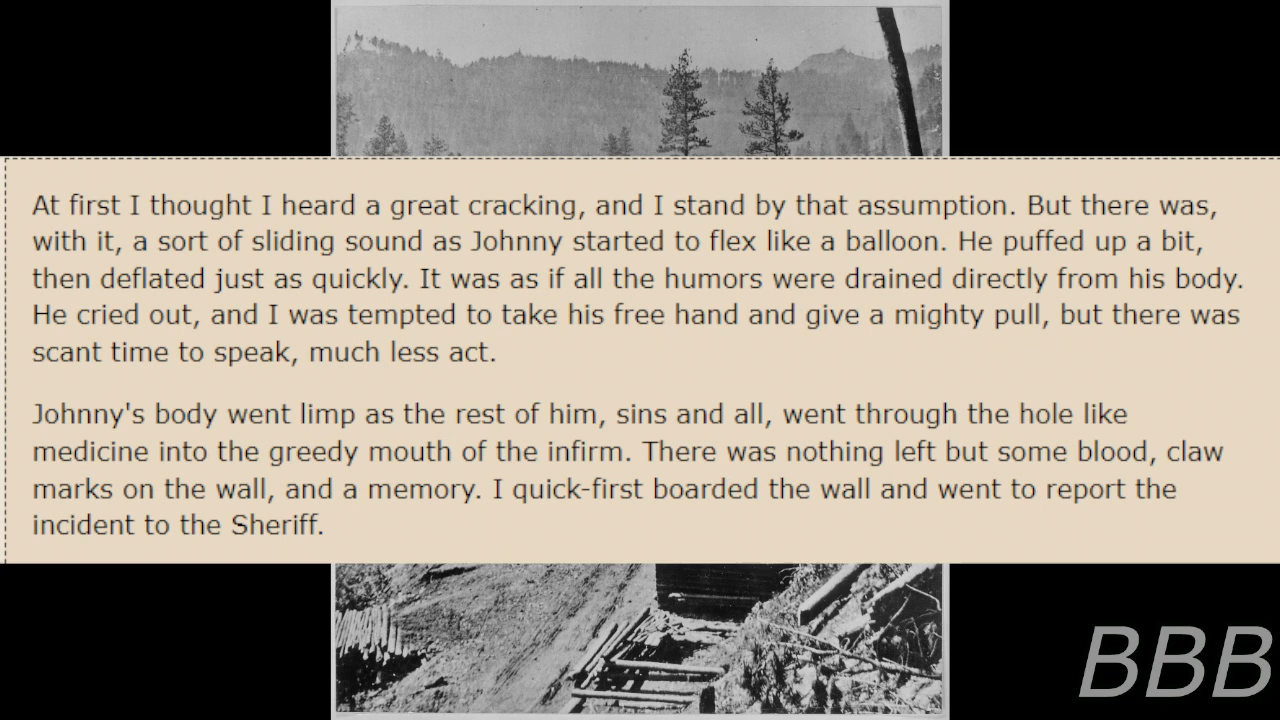 At first I thought I heard a great cracking, and I stand by that assumption. But there was,
with it, a sort of sliding sound as Johnny started to flex like a balloon. He puffed up a bit,
then deflated just as quickly. It was as if all the humors were drained directly from his body.
He cried out, and I was tempted to take his free hand and give a mighty pull, but there was
scant time to speak, much less act.
Johnny's body went limp as the rest of him, sins and all, went through the hole like
medicine into the greedy mouth of the infirm. There was nothing left but some blood, claw
marks on the wall, and a memory. I quick-first boarded the wall and went to report the
incident to the Sheriff.
BBB